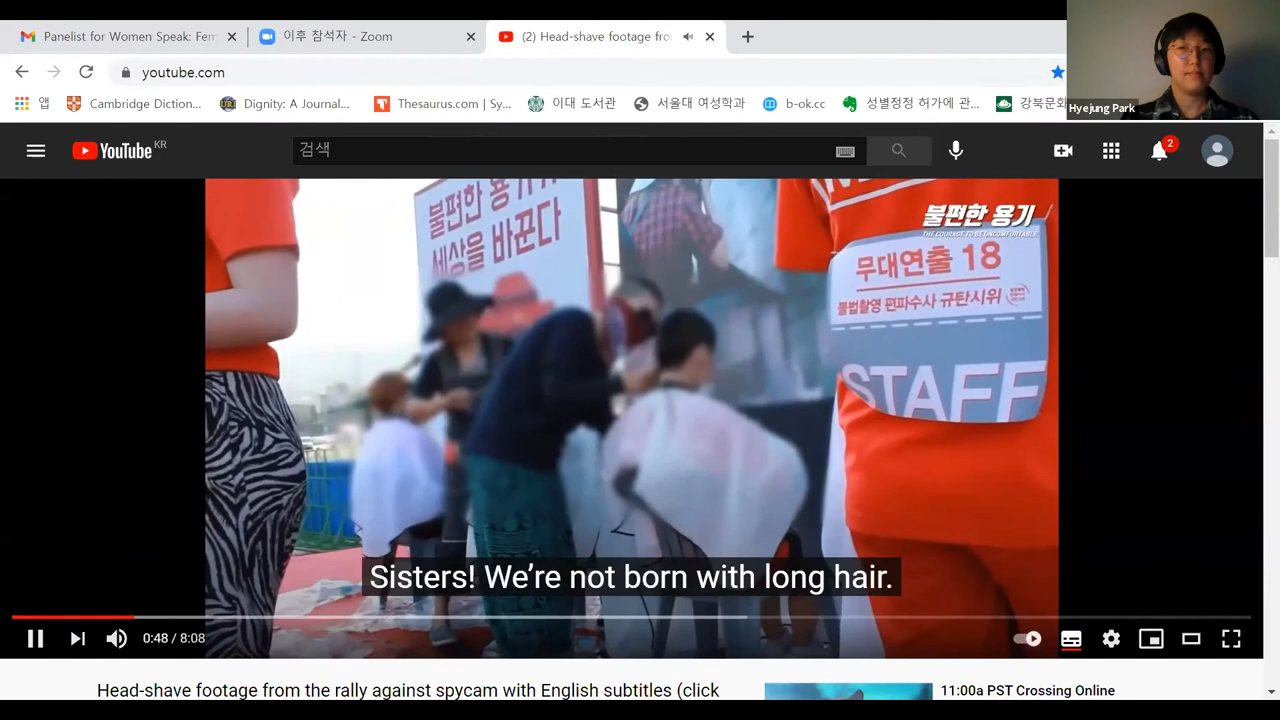 Panelist for Women Speak: Fem
이후 참석자 - Zoom
(2) Head-shave footage fro
youtube.com
앱
Cambridge Diction...
Dignity: A Journal...
Thesaurus.com | Sy...
이대 도서관
서울대 여성학과
b-ok.cc
성별정정 허가에 관...
강북문화
Hyejung Park
YouTube KR
검색
2
불편한 용기
세상을 바꾼다
불편한 용기
THE COURAGE TO BE UNCOMFORTABLE
무대연출 18
불법촬영 편파수사 규탄시위
STAFF
Sisters! We're not born with long hair.
0:48 / 8:08
Head-shave footage from the rally against spycam with English subtitles (click
11:00a PST Crossing Online